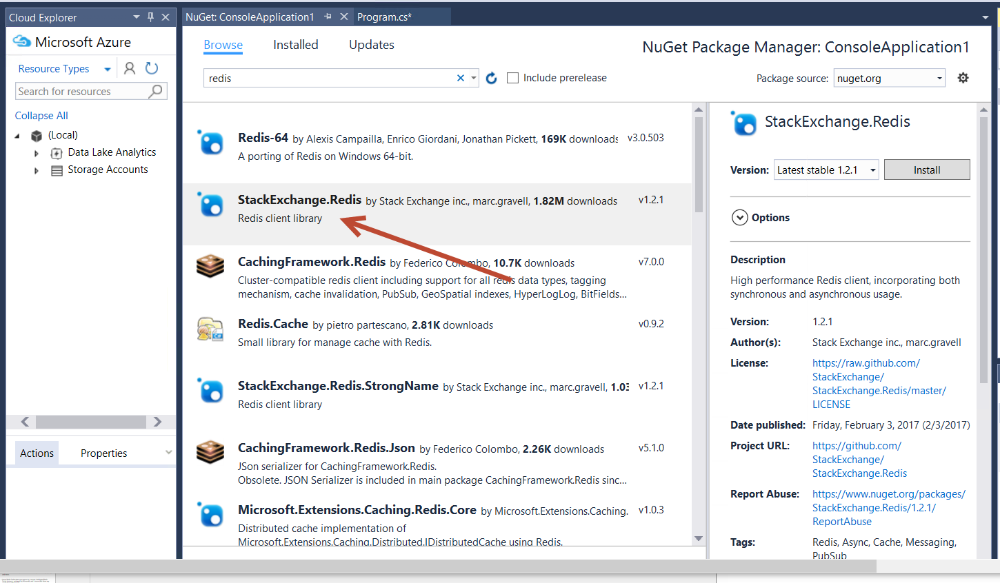 Cloud Explorer
NuGet: ConsoleApplication1
Program.cs*
Microsoft Azure
Resource Types
Search for resources
Collapse All
(Local)
Data Lake Analytics
Storage Accounts
Actions
Properties
Browse
Installed
Updates
NuGet Package Manager: ConsoleApplication1
redis
Include prerelease
Package source: nuget.org
Redis-64 by Alexis Campailla, Enrico Giordani, Jonathan Pickett, 169K downloads v3.0.503
A porting of Redis on Windows 64-bit.
StackExchange.Redis by Stack Exchange inc., marc.gravell, 1.82M downloads v1.2.1
Redis client library
CachingFramework.Redis by Federico Colombo, 10.7K downloads v7.0.0
Cluster-compatible redis client including support for all redis data types, tagging
mechanism, cache invalidation, PubSub, GeoSpatial indexes, HyperLogLog, BitFields...
Redis.Cache by pietro partescano, 2.81K downloads v0.9.2
Small library for manage cache with Redis.
StackExchange.Redis.StrongName by Stack Exchange inc., marc.gravell, 1.03 v1.2.1
Redis client library
CachingFramework.Redis.Json by Federico Colombo, 2.26K downloads v5.1.0
JSon serializer for CachingFramework.Redis.
Obsolete. JSON Serializer is included in main package CachingFramework.Redis sinc...
Microsoft.Extensions.Caching.Redis.Core by Microsoft.Extensions.Caching. v1.0.3
Distributed cache implementation of
Microsoft.Extensions.Caching.Distributed.IDistributedCache using Redis.
StackExchange.Redis
Version: Latest stable 1.2.1 Install
Options
Description
High performance Redis client, incorporating both
synchronous and asynchronous usage.
Version: 1.2.1
Author(s): Stack Exchange inc., marc.gravell
License: https://raw.github.com/
StackExchange/
StackExchange.Redis/master/
LICENSE
Date published: Friday, February 3, 2017 (2/3/2017)
Project URL: https://github.com/
StackExchange/
StackExchange.Redis
Report Abuse: https://www.nuget.org/packages/
StackExchange.Redis/1.2.1/
ReportAbuse
Tags: Redis, Async, Cache, Messaging,
PubSub